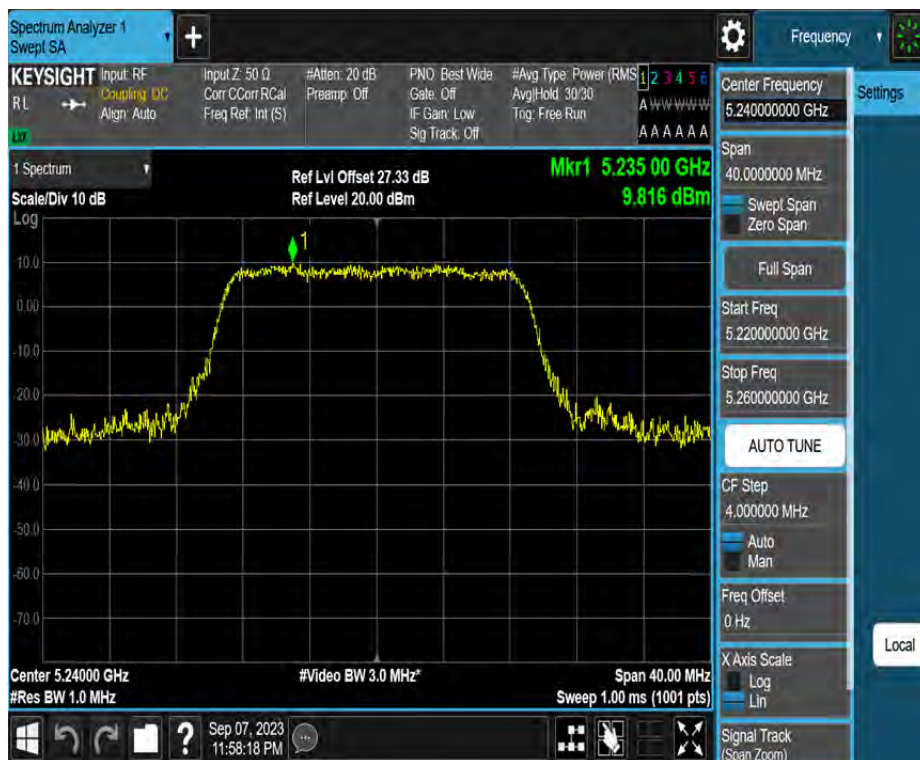 Spectrum Analyzer 1
Swept SA
+
Frequency
KEYSIGHT
RL
LXI
Input: RF
Coupling: DC
Align: Auto
Input Z: 50 Ω
Corr CCorr RCal
Freq Ref: Int (S)
#Atten: 20 dB
Preamp: Off
PNO: Best Wide
Gate: Off
IF Gain: Low
Sig Track: Off
#Avg Type: Power (RMS
Avg|Hold: 30/30
Trig: Free Run
1 2 3 4 5 6
A W W W W W
A A A A A A
1 Spectrum
Scale/Div 10 dB
Log
Ref Lvl Offset 27.33 dB
Ref Level 20.00 dBm
Mkr1 5.235 00 GHz
9.816 dBm
1
10.0
0.00
-10.0
-20.0
-30.0
-40.0
-50.0
-60.0
-70.0
Center 5.24000 GHz
#Res BW 1.0 MHz
#Video BW 3.0 MHz*
Span 40.00 MHz
Sweep 1.00 ms (1001 pts)
?
Sep 07, 2023
11:58:18 PM
Center Frequency
5.240000000 GHz
Span
40.0000000 MHz
Swept Span
Zero Span
Full Span
Start Freq
5.220000000 GHz
Stop Freq
5.260000000 GHz
AUTO TUNE
CF Step
4.000000 MHz
Auto
Man
Freq Offset
0 Hz
X Axis Scale
Log
Lin
Signal Track
(Span Zoom)
Settings
Local